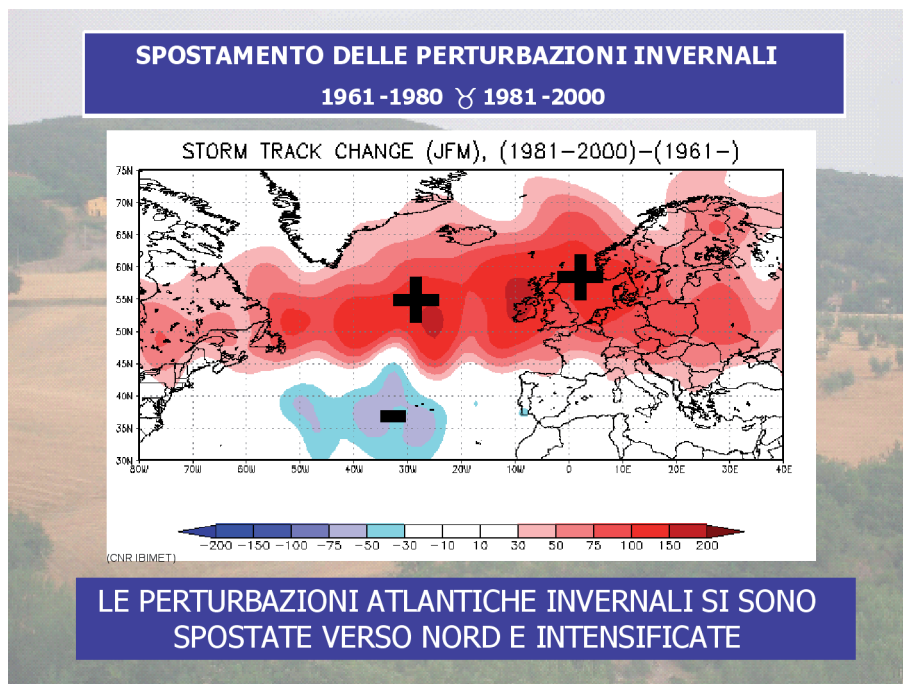 SPOSTAMENTO DELLE PERTURBAZIONI INVERNALI
1961-1980 ♉ 1981-2000
STORM TRACK CHANGE (JFM), (1981-2000)-(1961-)
75N
70N
65N
60N
55N
50N
45N
40N
35N
30N
80W 70W 60W 50W 40W 30W 20W 10W 0 10E 20E 30E 40E
-200 -150 -100 -75 -50 -30 -10 10 30 50 75 100 150 200
(CNR IBIMET)
LE PERTURBAZIONI ATLANTICHE INVERNALI SI SONO
SPOSTATE VERSO NORD E INTENSIFICATE